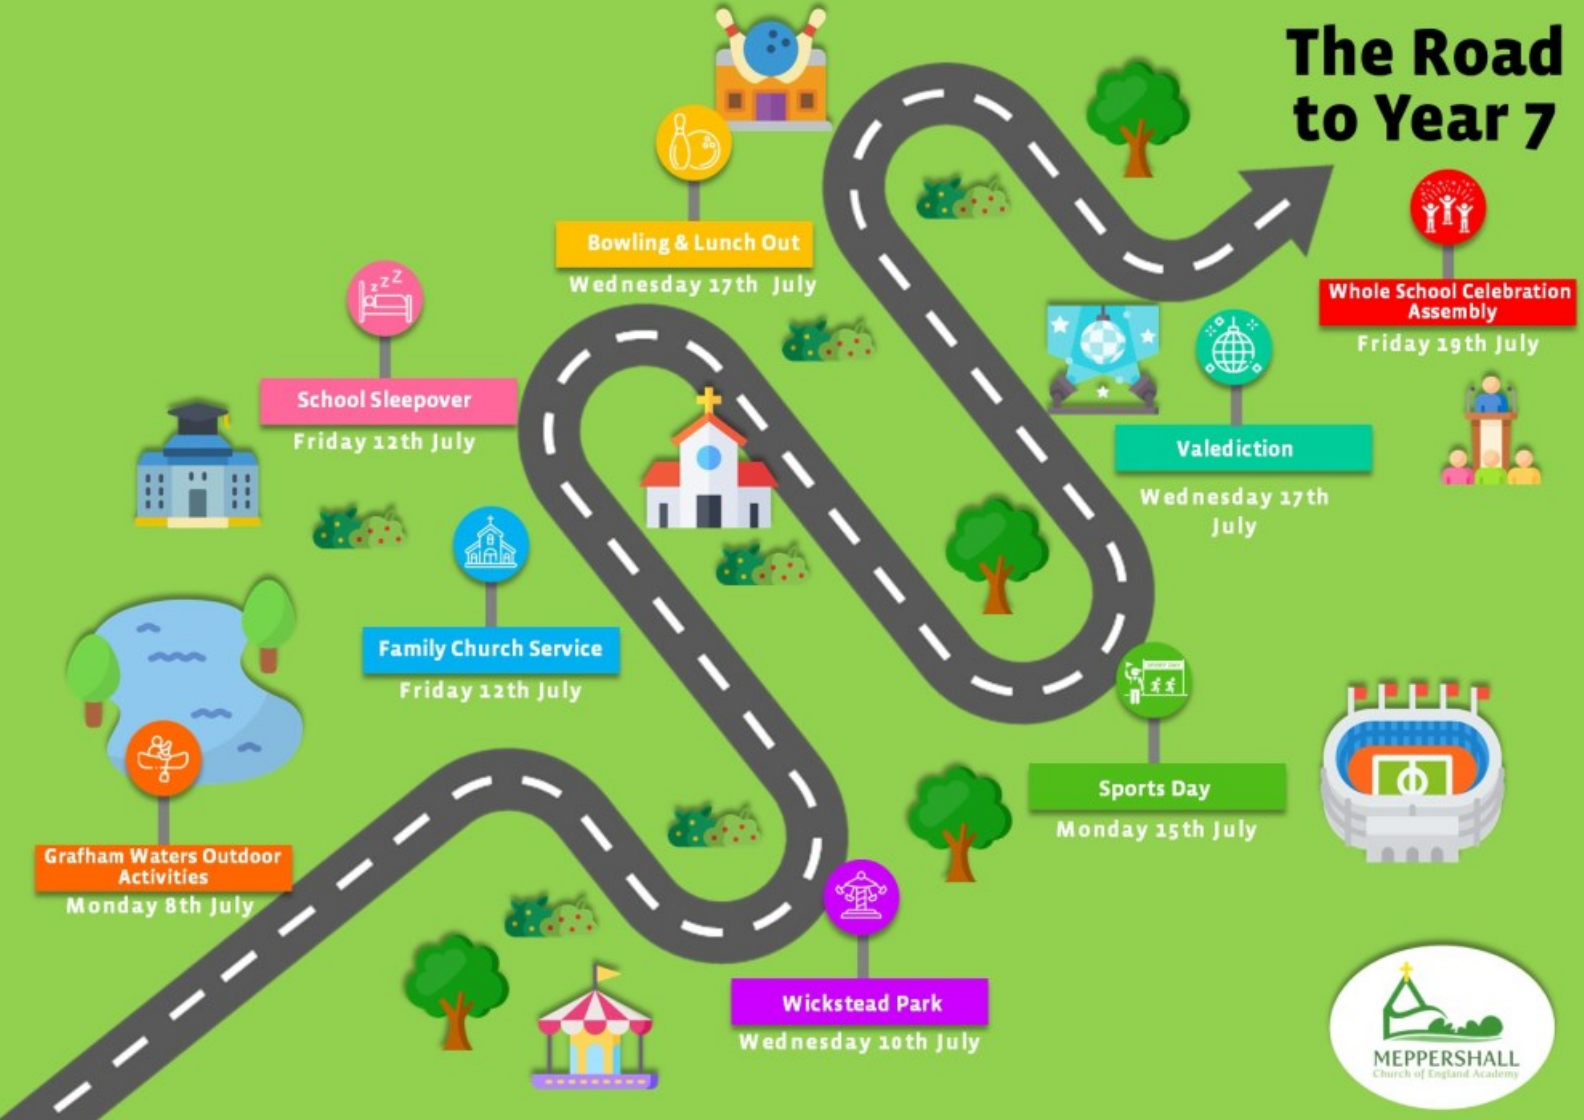 The Road
to Year 7
Bowling & Lunch Out
Wednesday 17th July
Whole School Celebration
Assembly
Friday 19th July
School Sleepover
Friday 12th July
Valediction
Wednesday 17th
July
Family Church Service
Friday 12th July
Sports Day
Monday 15th July
Grafham Waters Outdoor
Activities
Monday 8th July
Wickstead Park
Wednesday 10th July
MEPPERSHALL
Church of England Academy